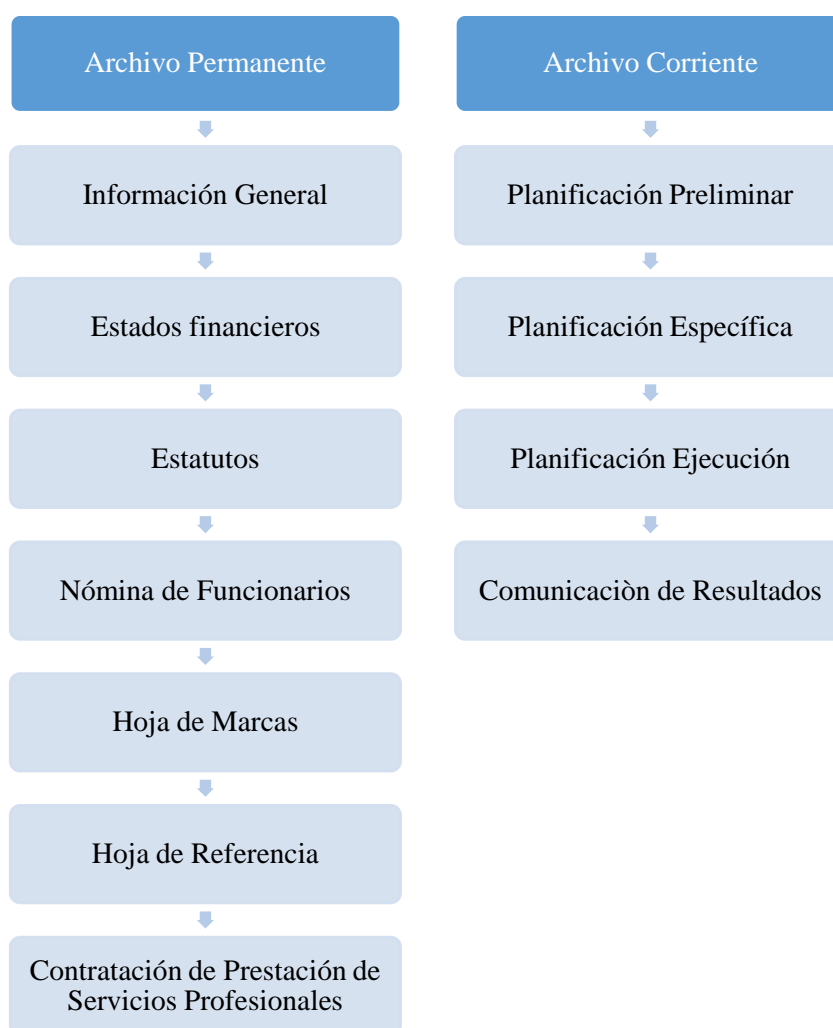 Archivo Permanente
Información General
Estados financieros
Estatutos
Nómina de Funcionarios
Hoja de Marcas
Hoja de Referencia
Contratación de Prestación de
Servicios Profesionales
Archivo Corriente
Planificación Preliminar
Planificación Específica
Planificación Ejecución
Comunicaciòn de Resultados